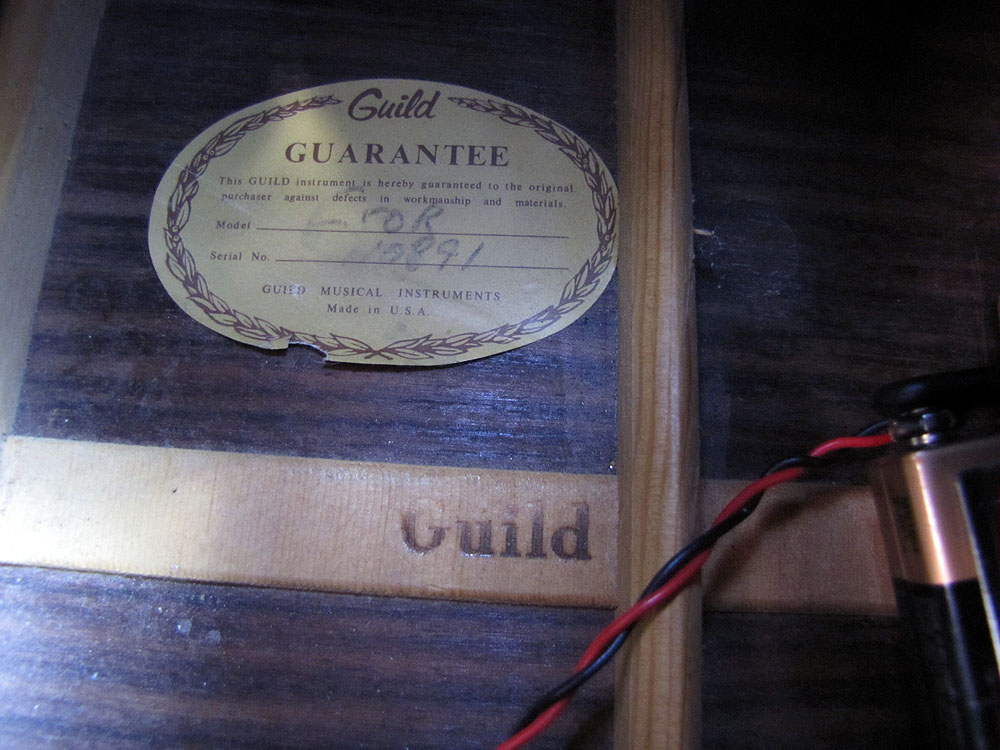 Guild
GUARANTEE
This GUILD instrument is hereby guaranteed to the original
purchaser against defects in workmanship and materials.
Model
Serial No.
GUILD MUSICAL INSTRUMENTS
Made in U.S.A.
Guild